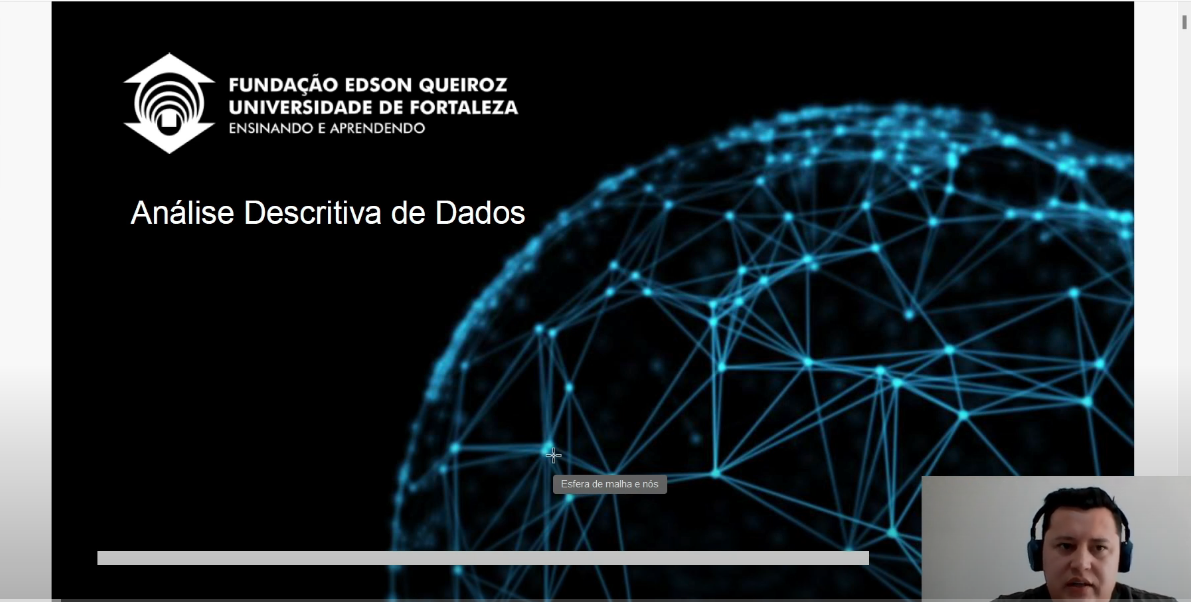 FUNDAÇÃO EDSON QUEIROZ
UNIVERSIDADE DE FORTALEZA
ENSINANDO E APRENDENDO
Análise Descritiva de Dados
Esfera de malha e nós